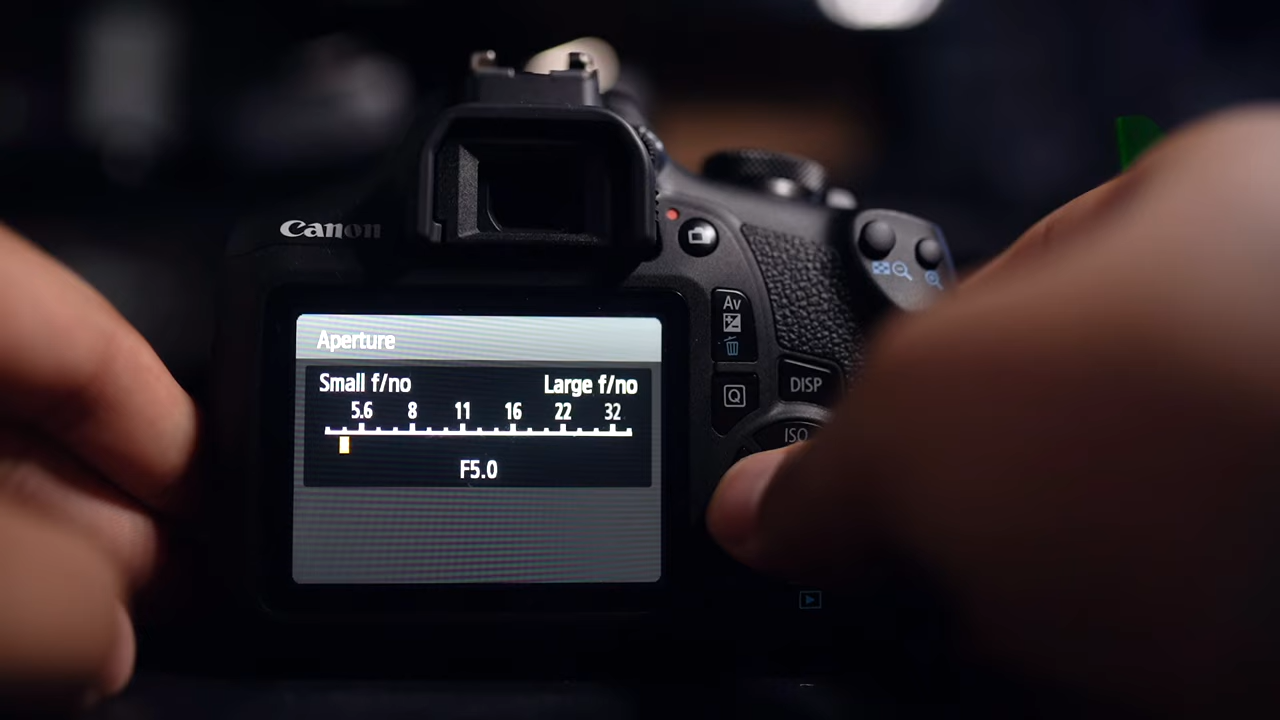 Canon
Av
Aperture
Small f/no Large f/no
5.6 8 11 16 22 32
F5.0
Q
DISP
ISO